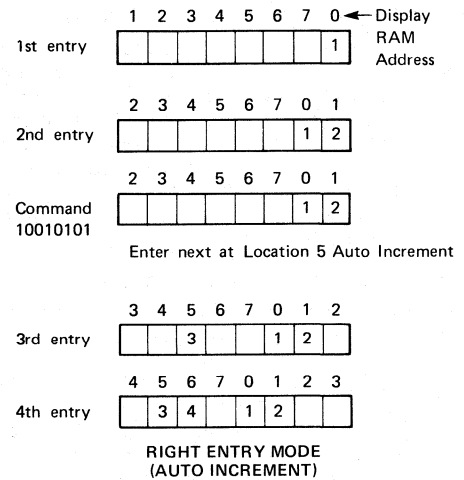 1 2 3 4 5 6 7 0 ← Display
RAM
Address
1st entry 1
2 3 4 5 6 7 0 1
2nd entry 1 2
2 3 4 5 6 7 0 1
Command 1 2
10010101
Enter next at Location 5 Auto Increment
3 4 5 6 7 0 1 2
3rd entry 3 1 2
4 5 6 7 0 1 2 3
4th entry 3 4 1 2
RIGHT ENTRY MODE
(AUTO INCREMENT)